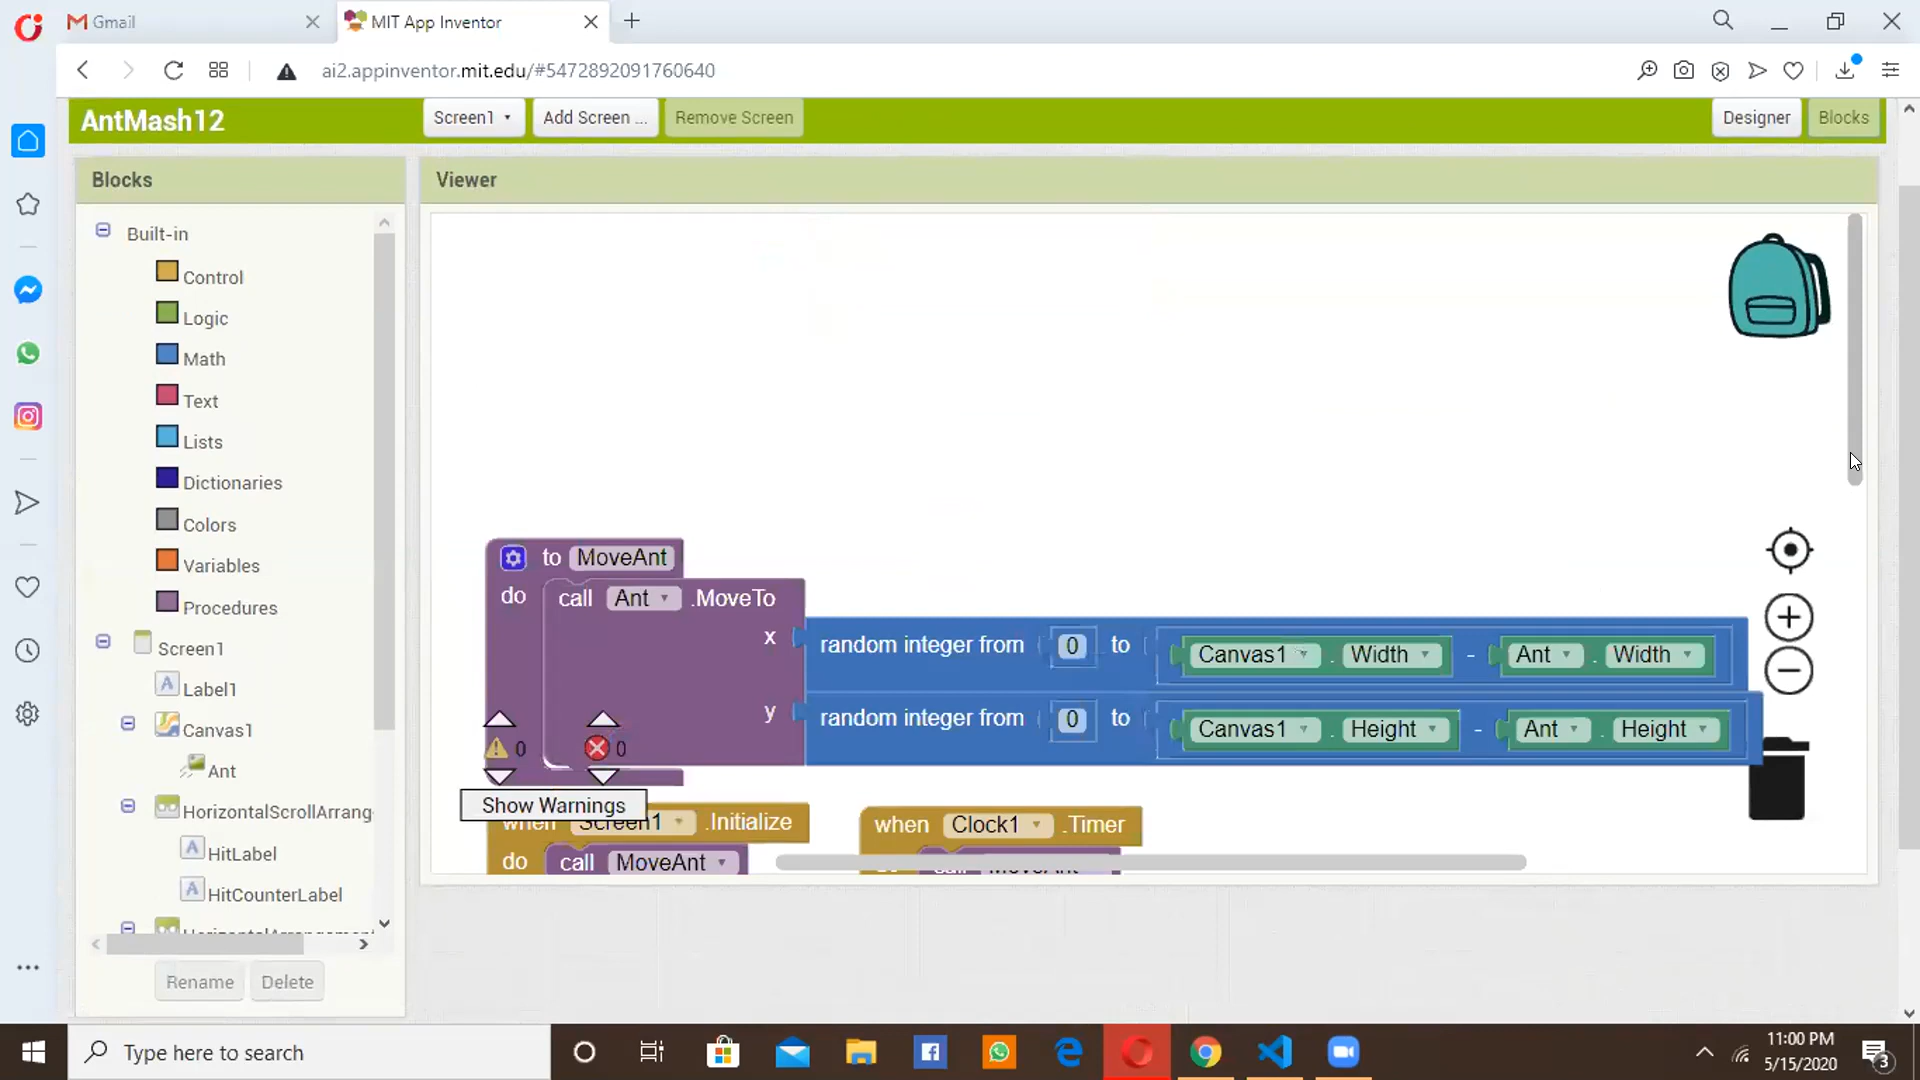 Gmail
MIT App Inventor
ai2.appinventor.mit.edu/#5472892091760640
AntMash12
Screen1
Add Screen ...
Remove Screen
Designer
Blocks
Blocks
Viewer
Built-in
Control
Logic
Math
Text
Lists
Dictionaries
Colors
Variables
Procedures
Screen1
Label1
Canvas1
Ant
HorizontalScrollArrang
HitLabel
HitCounterLabel
Rename
Delete
to MoveAnt
do call Ant .MoveTo
x random integer from 0 to Canvas1 . Width - Ant . Width
y random integer from 0 to Canvas1 . Height - Ant . Height
0 0
Show Warnings
when Screen1 .Initialize
do call MoveAnt
when Clock1 .Timer
Type here to search
11:00 PM
5/15/2020
3